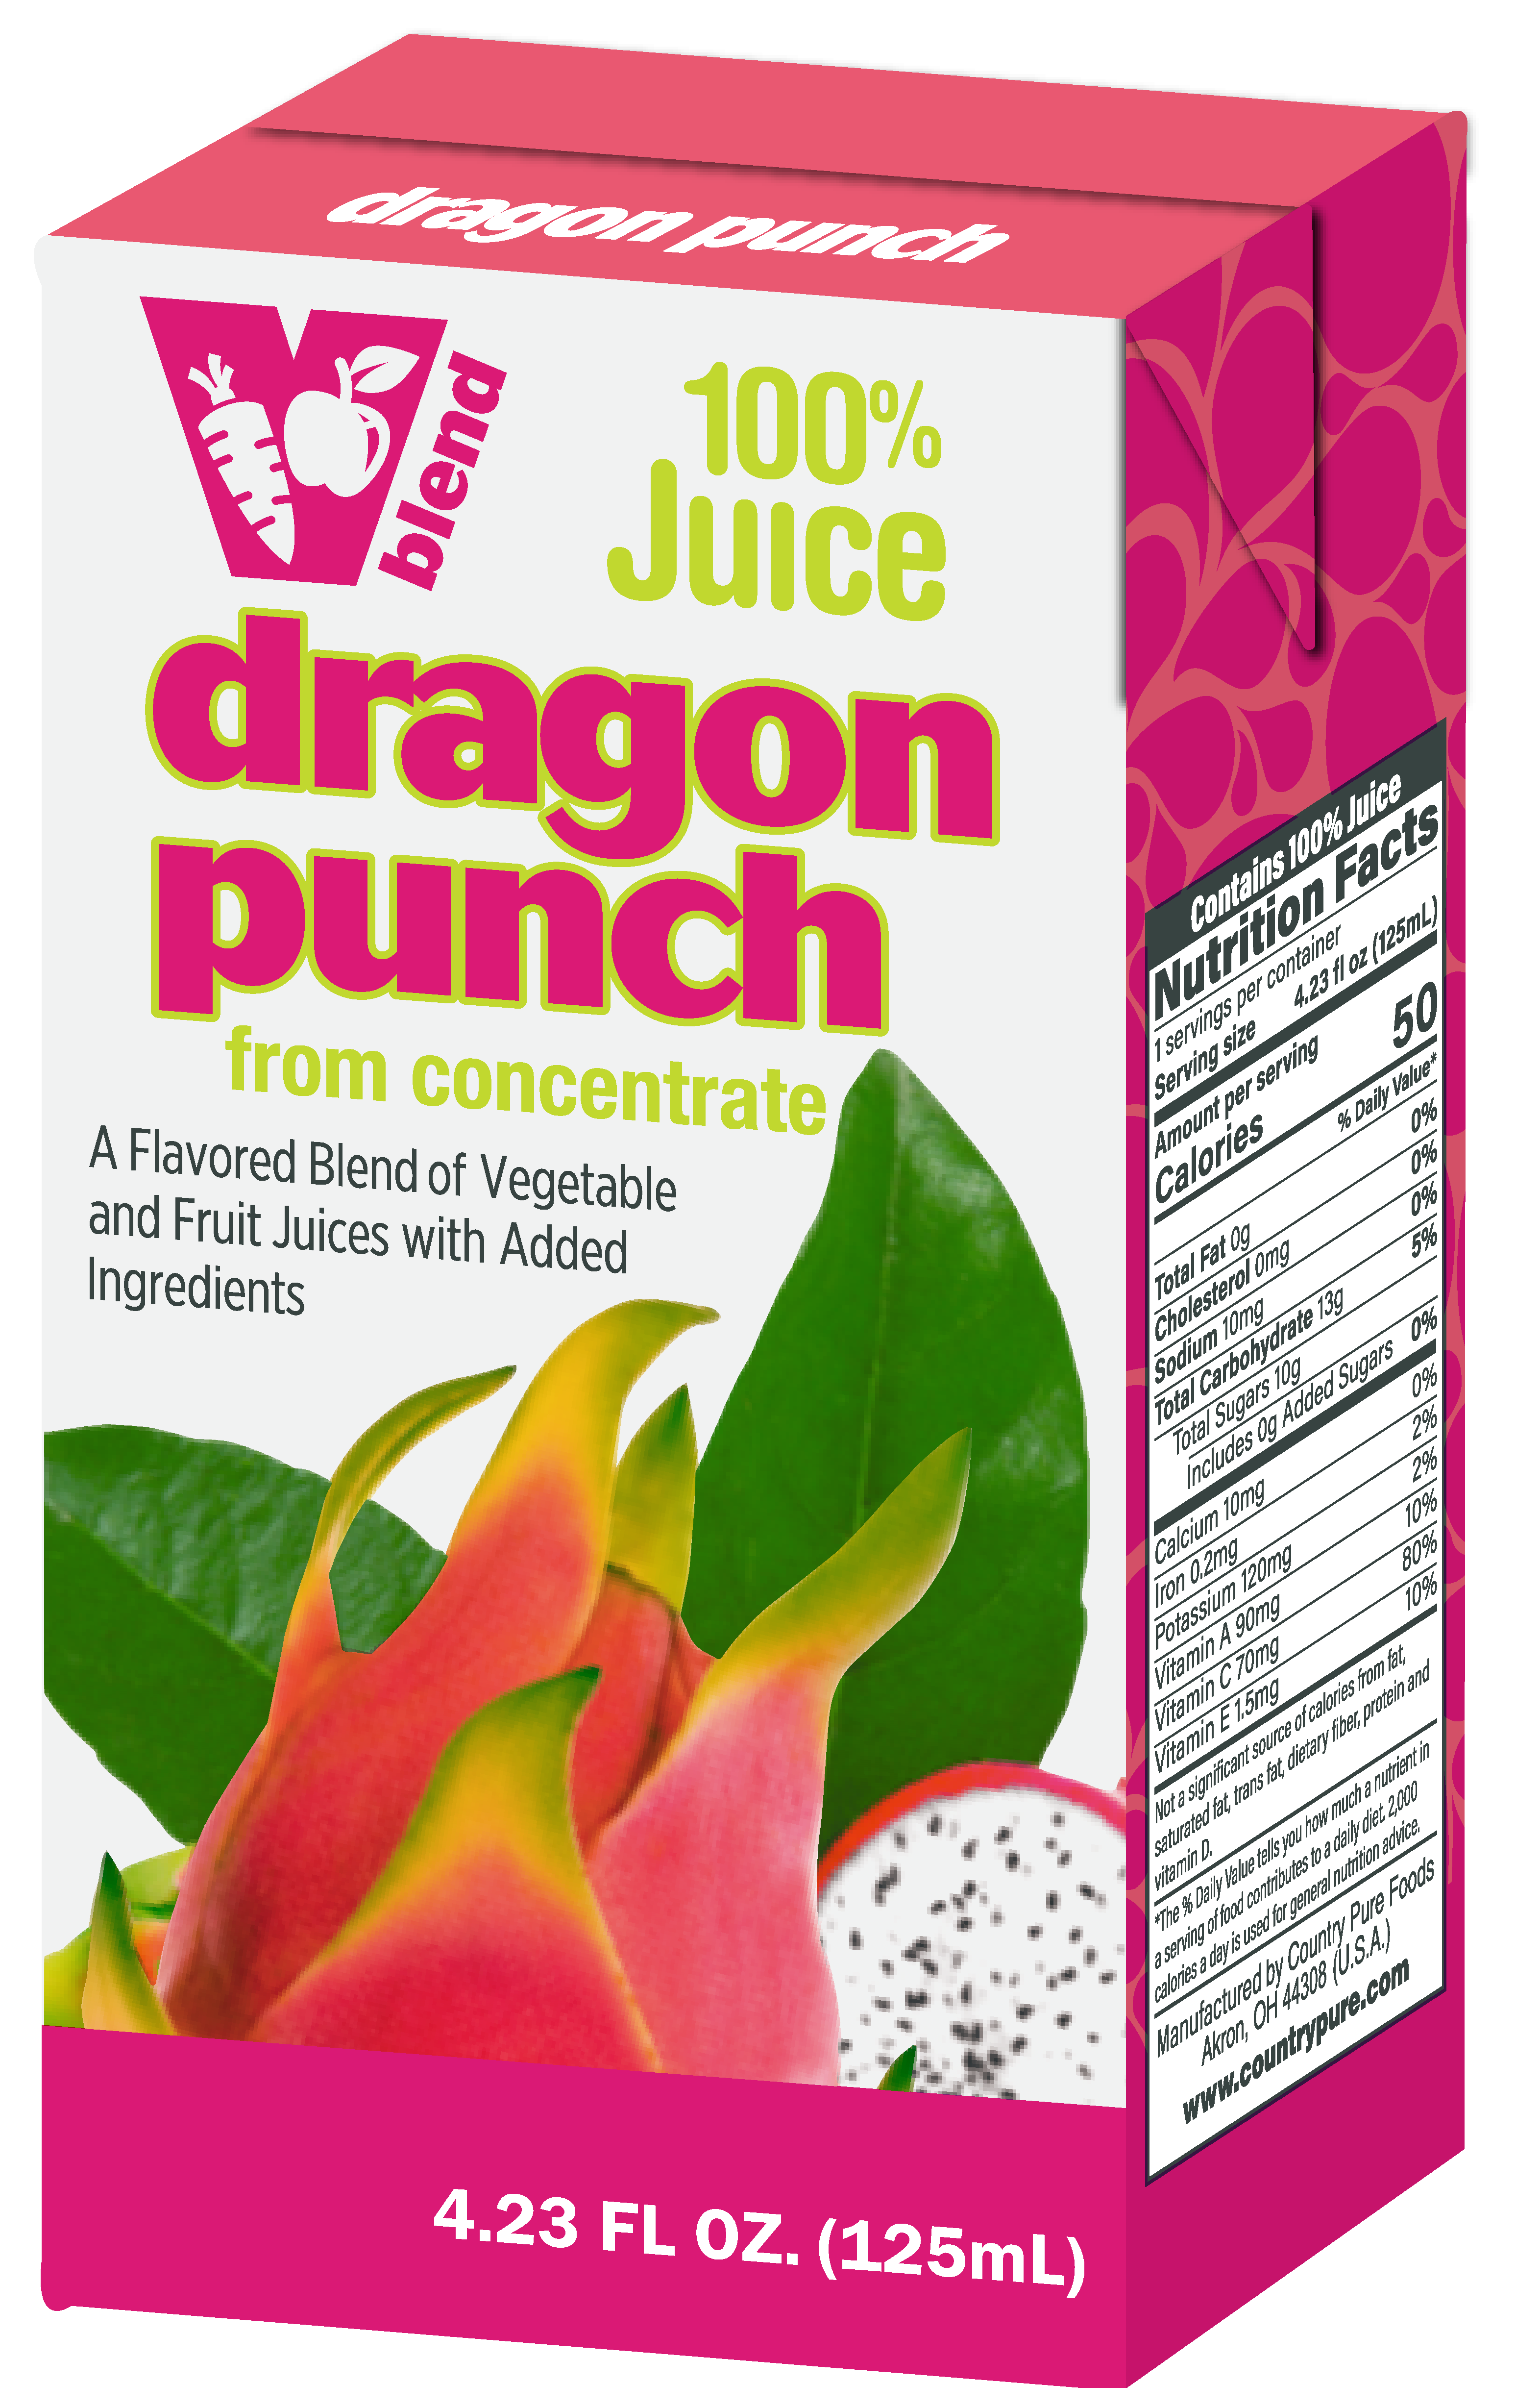 dragon punch
V blend
100%
Juice
dragon
punch
from concentrate
A Flavored Blend of Vegetable
and Fruit Juices with Added
Ingredients
4.23 FL OZ. (125mL)
Contains 100% Juice
Nutrition Facts
1 servings per container
Serving size 4.23 fl oz (125mL)
Amount per serving
Calories 50
% Daily Value*
Total Fat 0g 0%
Cholesterol 0mg 0%
Sodium 10mg 0%
Total Carbohydrate 13g 5%
Total Sugars 10g
Includes 0g Added Sugars 0%
Calcium 10mg 0%
Iron 0.2mg 2%
Potassium 120mg 2%
Vitamin A 90mg 10%
Vitamin C 70mg 80%
Vitamin E 1.5mg 10%
Not a significant source of calories from fat,
saturated fat, trans fat, dietary fiber, protein and
vitamin D.
*The % Daily Value tells you how much a nutrient in
a serving of food contributes to a daily diet. 2,000
calories a day is used for general nutrition advice.
Manufactured by Country Pure Foods
Akron, OH 44308 (U.S.A.)
www.countrypure.com